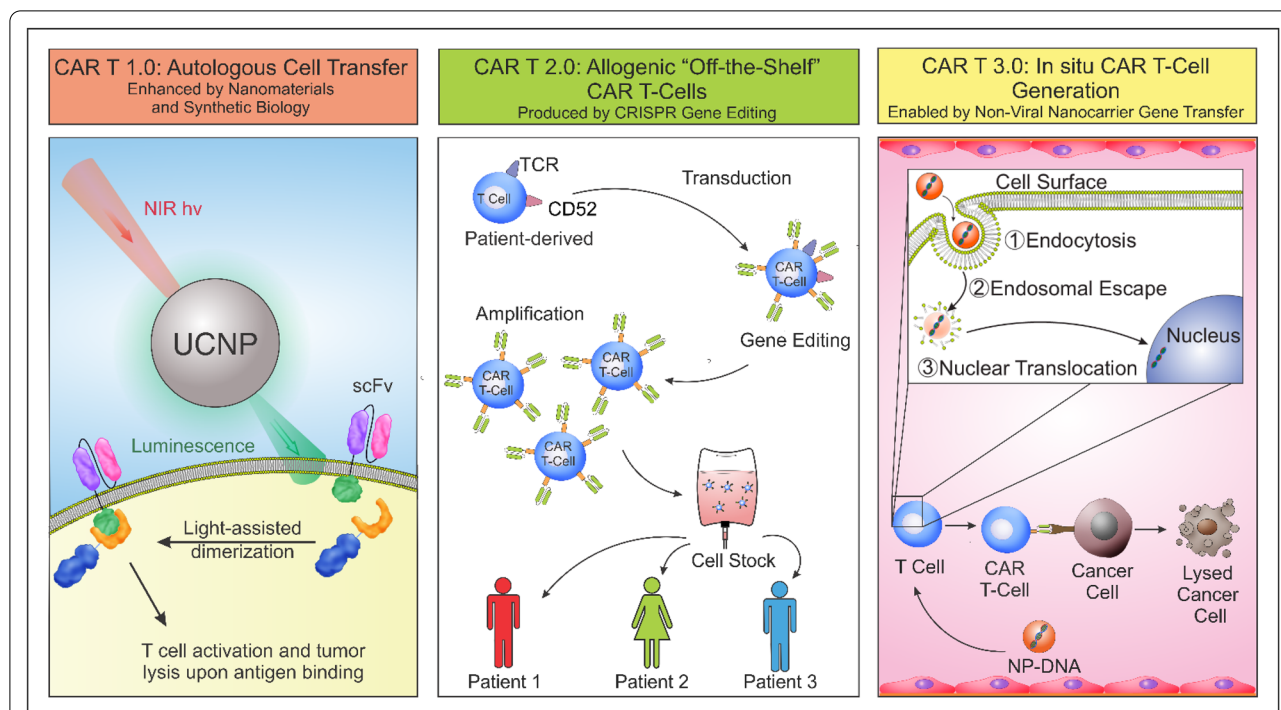 CAR T 1.0: Autologous Cell Transfer
Enhanced by Nanomaterials
and Synthetic Biology
NIR hv
UCNP
scFv
Luminescence
Light-assisted
dimerization
T cell activation and tumor
lysis upon antigen binding
CAR T 2.0: Allogenic “Off-the-Shelf”
CAR T-Cells
Produced by CRISPR Gene Editing
TCR
T Cell
CD52
Patient-derived
Transduction
CAR
T-Cell
Gene Editing
?
Amplification
CAR
T-Cell
CAR
T-Cell
CAR
T-Cell
Cell Stock
Patient 1
Patient 2
Patient 3
CAR T 3.0: In situ CAR T-Cell
Generation
Enabled by Non-Viral Nanocarrier Gene Transfer
Cell Surface
①Endocytosis
②Endosomal Escape
Nucleus
③Nuclear Translocation
T Cell
CAR
T-Cell
Cancer
Cell
Lysed
Cancer
Cell
NP-DNA